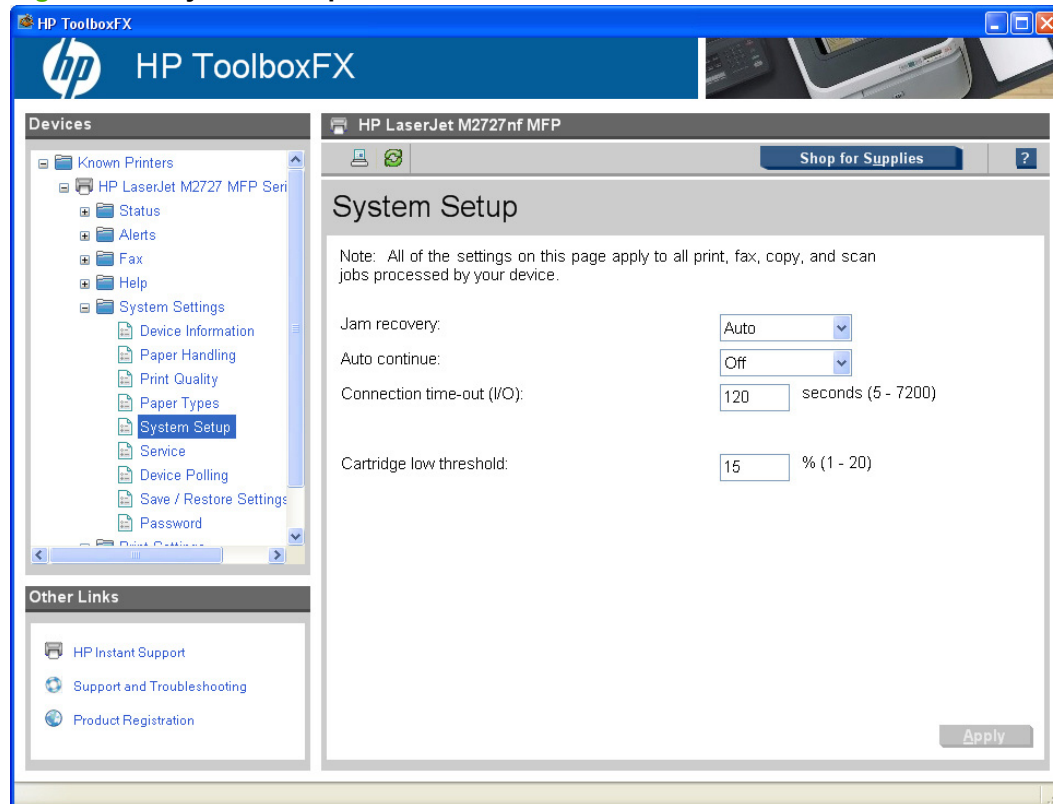 HP ToolboxFX
hp HP ToolboxFX
Devices
Known Printers
HP LaserJet M2727 MFP Seri
Status
Alerts
Fax
Help
System Settings
Device Information
Paper Handling
Print Quality
Paper Types
System Setup
Service
Device Polling
Save / Restore Settings
Password
Other Links
HP Instant Support
Support and Troubleshooting
Product Registration
HP LaserJet M2727nf MFP
Shop for Supplies ?
System Setup
Note: All of the settings on this page apply to all print, fax, copy, and scan
jobs processed by your device.
Jam recovery: Auto
Auto continue: Off
Connection time-out (I/O): 120 seconds (5 - 7200)
Cartridge low threshold: 15 % (1 - 20)
Apply